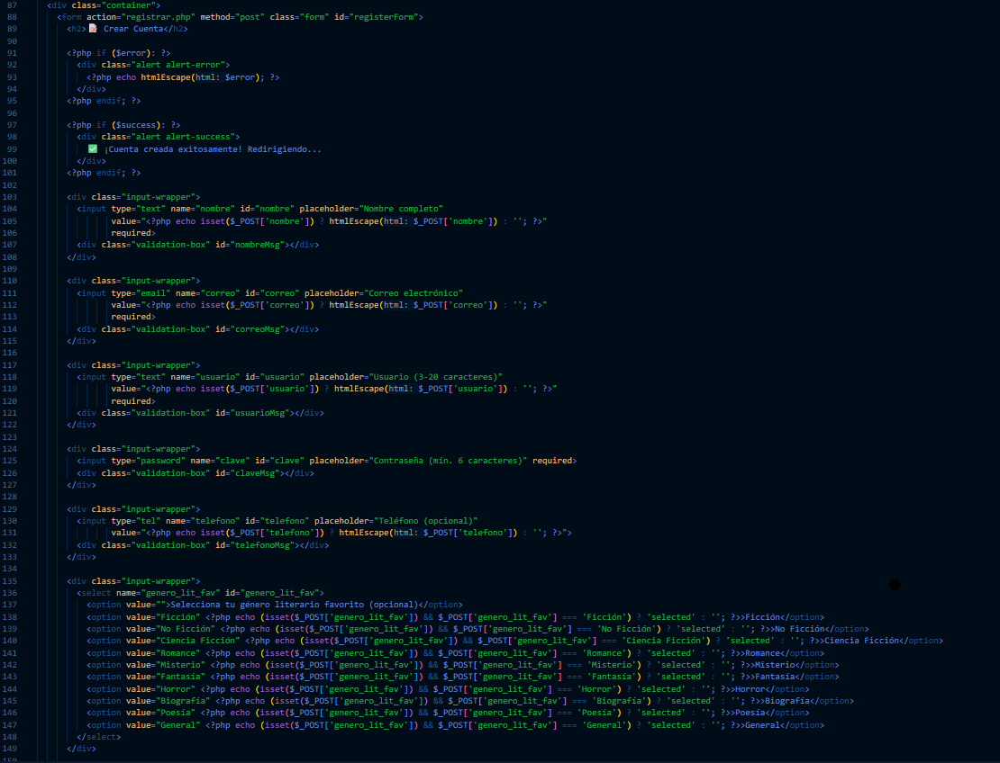 87 <div class="container">
88 <form action="registrar.php" method="post" class="form" id="registerForm">
89 <h2>📝 Crear Cuenta</h2>
90
91 <?php if ($error): ?>
92 <div class="alert alert-error">
93 <?php echo htmlEscape(html: $error); ?>
94 </div>
95 <?php endif; ?>
96
97 <?php if ($success): ?>
98 <div class="alert alert-success">
99 ✅ ¡Cuenta creada exitosamente! Redirigiendo...
100 </div>
101 <?php endif; ?>
102
103 <div class="input-wrapper">
104 <input type="text" name="nombre" id="nombre" placeholder="Nombre completo"
105 value="<?php echo isset($_POST['nombre']) ? htmlEscape(html: $_POST['nombre']) : ''; ?>"
106 required>
107 <div class="validation-box" id="nombreMsg"></div>
108 </div>
109
110 <div class="input-wrapper">
111 <input type="email" name="correo" id="correo" placeholder="Correo electrónico"
112 value="<?php echo isset($_POST['correo']) ? htmlEscape(html: $_POST['correo']) : ''; ?>"
113 required>
114 <div class="validation-box" id="correoMsg"></div>
115 </div>
116
117 <div class="input-wrapper">
118 <input type="text" name="usuario" id="usuario" placeholder="Usuario (3-20 caracteres)"
119 value="<?php echo isset($_POST['usuario']) ? htmlEscape(html: $_POST['usuario']) : ''; ?>"
120 required>
121 <div class="validation-box" id="usuarioMsg"></div>
122 </div>
123
124 <div class="input-wrapper">
125 <input type="password" name="clave" id="clave" placeholder="Contraseña (mín. 6 caracteres)" required>
126 <div class="validation-box" id="claveMsg"></div>
127 </div>
128
129 <div class="input-wrapper">
130 <input type="tel" name="telefono" id="telefono" placeholder="Teléfono (opcional)"
131 value="<?php echo isset($_POST['telefono']) ? htmlEscape(html: $_POST['telefono']) : ''; ?>">
132 <div class="validation-box" id="telefonoMsg"></div>
133 </div>
134
135 <div class="input-wrapper">
136 <select name="genero_lit_fav" id="genero_lit_fav">
137 <option value="">Selecciona tu género literario favorito (opcional)</option>
138 <option value="Ficción" <?php echo (isset($_POST['genero_lit_fav']) && $_POST['genero_lit_fav'] === 'Ficción') ? 'selected' : ''; ?>>Ficción</option>
139 <option value="No Ficción" <?php echo (isset($_POST['genero_lit_fav']) && $_POST['genero_lit_fav'] === 'No Ficción') ? 'selected' : ''; ?>>No Ficción</option>
140 <option value="Ciencia Ficción" <?php echo (isset($_POST['genero_lit_fav']) && $_POST['genero_lit_fav'] === 'Ciencia Ficción') ? 'selected' : ''; ?>>Ciencia Ficción</option>
141 <option value="Romance" <?php echo (isset($_POST['genero_lit_fav']) && $_POST['genero_lit_fav'] === 'Romance') ? 'selected' : ''; ?>>Romance</option>
142 <option value="Misterio" <?php echo (isset($_POST['genero_lit_fav']) && $_POST['genero_lit_fav'] === 'Misterio') ? 'selected' : ''; ?>>Misterio</option>
143 <option value="Fantasía" <?php echo (isset($_POST['genero_lit_fav']) && $_POST['genero_lit_fav'] === 'Fantasía') ? 'selected' : ''; ?>>Fantasía</option>
144 <option value="Horror" <?php echo (isset($_POST['genero_lit_fav']) && $_POST['genero_lit_fav'] === 'Horror') ? 'selected' : ''; ?>>Horror</option>
145 <option value="Biografía" <?php echo (isset($_POST['genero_lit_fav']) && $_POST['genero_lit_fav'] === 'Biografía') ? 'selected' : ''; ?>>Biografía</option>
146 <option value="Poesía" <?php echo (isset($_POST['genero_lit_fav']) && $_POST['genero_lit_fav'] === 'Poesía') ? 'selected' : ''; ?>>Poesía</option>
147 <option value="General" <?php echo (isset($_POST['genero_lit_fav']) && $_POST['genero_lit_fav'] === 'General') ? 'selected' : ''; ?>>General</option>
148 </select>
149 </div>
150